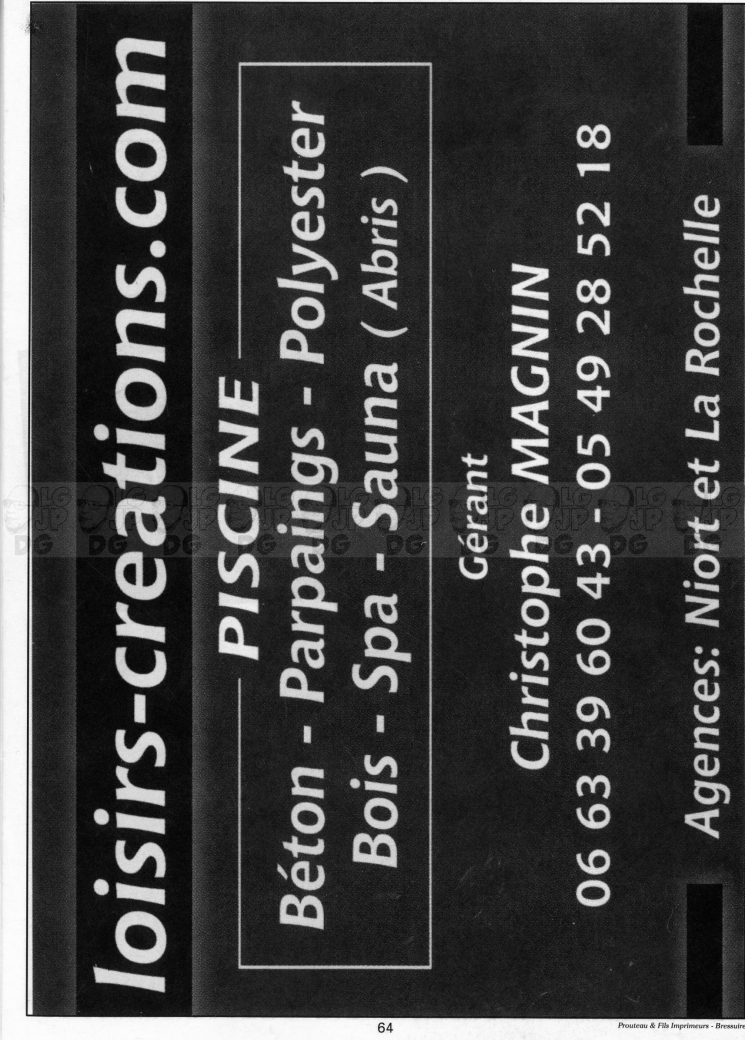 loisirs-creations.com
PISCINE
Béton - Parpaings - Polyester
Bois - Spa - Sauna ( Abris )
Gérant
Christophe MAGNIN
06 63 39 60 43 - 05 49 28 52 18
Agences: Niort et La Rochelle
64
Prouteau & Fils Imprimeurs - Bressuire